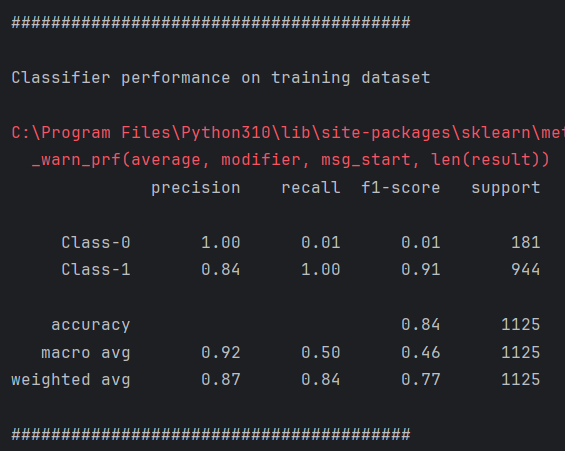 ########################################
Classifier performance on training dataset
C:\Program Files\Python310\lib\site-packages\sklearn\met
_warn_prf(average, modifier, msg_start, len(result))
precision recall f1-score support
Class-0 1.00 0.01 0.01 181
Class-1 0.84 1.00 0.91 944
accuracy 0.84 1125
macro avg 0.92 0.50 0.46 1125
weighted avg 0.87 0.84 0.77 1125
########################################